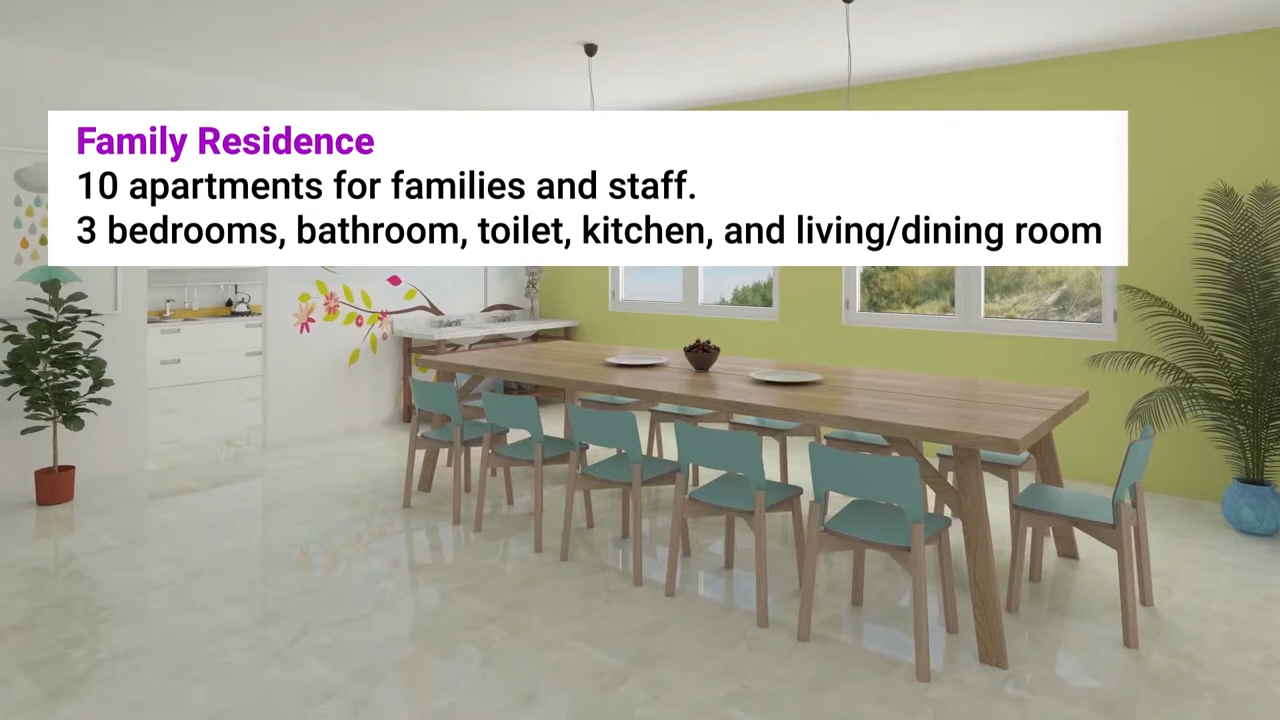 Family Residence
10 apartments for families and staff.
3 bedrooms, bathroom, toilet, kitchen, and living/dining room